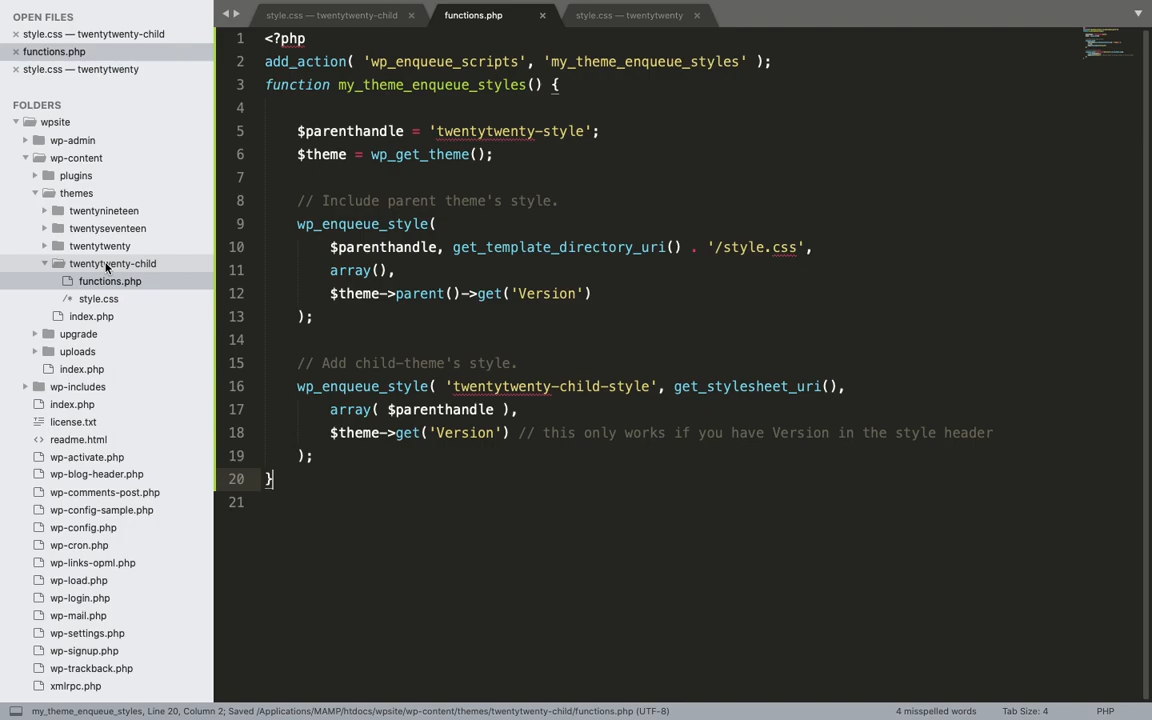 OPEN FILES
style.css — twentytwenty-child
functions.php
style.css — twentytwenty
FOLDERS
wpsite
wp-admin
wp-content
plugins
themes
twentynineteen
twentyseventeen
twentytwenty
twentytwenty-child
functions.php
/* style.css
index.php
upgrade
uploads
index.php
wp-includes
index.php
license.txt
<> readme.html
wp-activate.php
wp-blog-header.php
wp-comments-post.php
wp-config-sample.php
wp-config.php
wp-cron.php
wp-links-opml.php
wp-load.php
wp-login.php
wp-mail.php
wp-settings.php
wp-signup.php
wp-trackback.php
xmlrpc.php
style.css — twentytwenty-child
functions.php
style.css — twentytwenty
1 <?php
2 add_action( 'wp_enqueue_scripts', 'my_theme_enqueue_styles' );
3 function my_theme_enqueue_styles() {
4
5 $parenthandle = 'twentytwenty-style';
6 $theme = wp_get_theme();
7
8 // Include parent theme's style.
9 wp_enqueue_style(
10 $parenthandle, get_template_directory_uri() . '/style.css',
11 array(),
12 $theme->parent()->get('Version')
13 );
14
15 // Add child-theme's style.
16 wp_enqueue_style( 'twentytwenty-child-style', get_stylesheet_uri(),
17 array( $parenthandle ),
18 $theme->get('Version') // this only works if you have Version in the style header
19 );
20 }
21
my_theme_enqueue_styles, Line 20, Column 2; Saved /Applications/MAMP/htdocs/wpsite/wp-content/themes/twentytwenty-child/functions.php (UTF-8)
4 misspelled words
Tab Size: 4
PHP